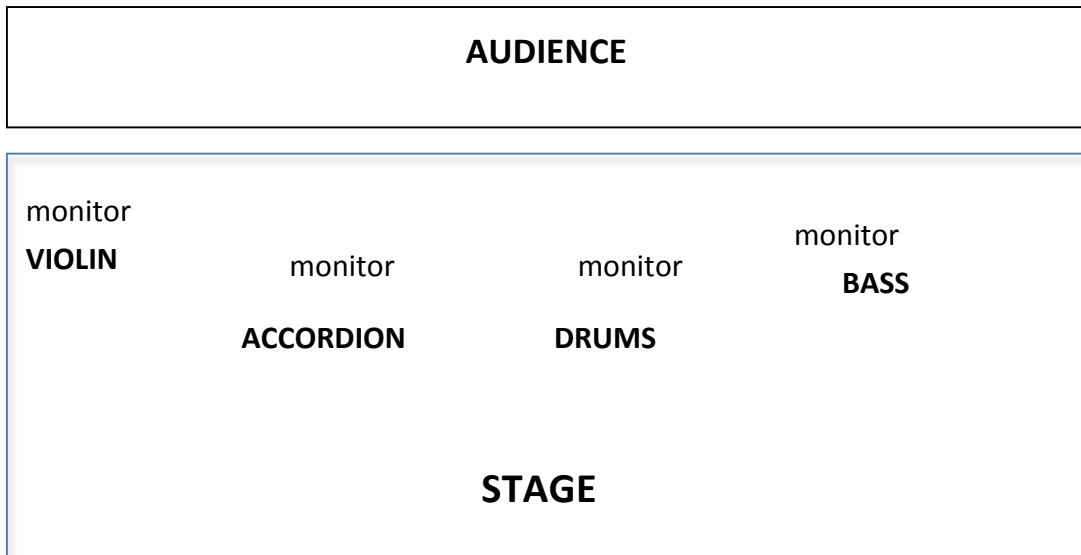 AUDIENCE
monitor
VIOLIN
monitor
ACCORDION
monitor
DRUMS
monitor
BASS
STAGE